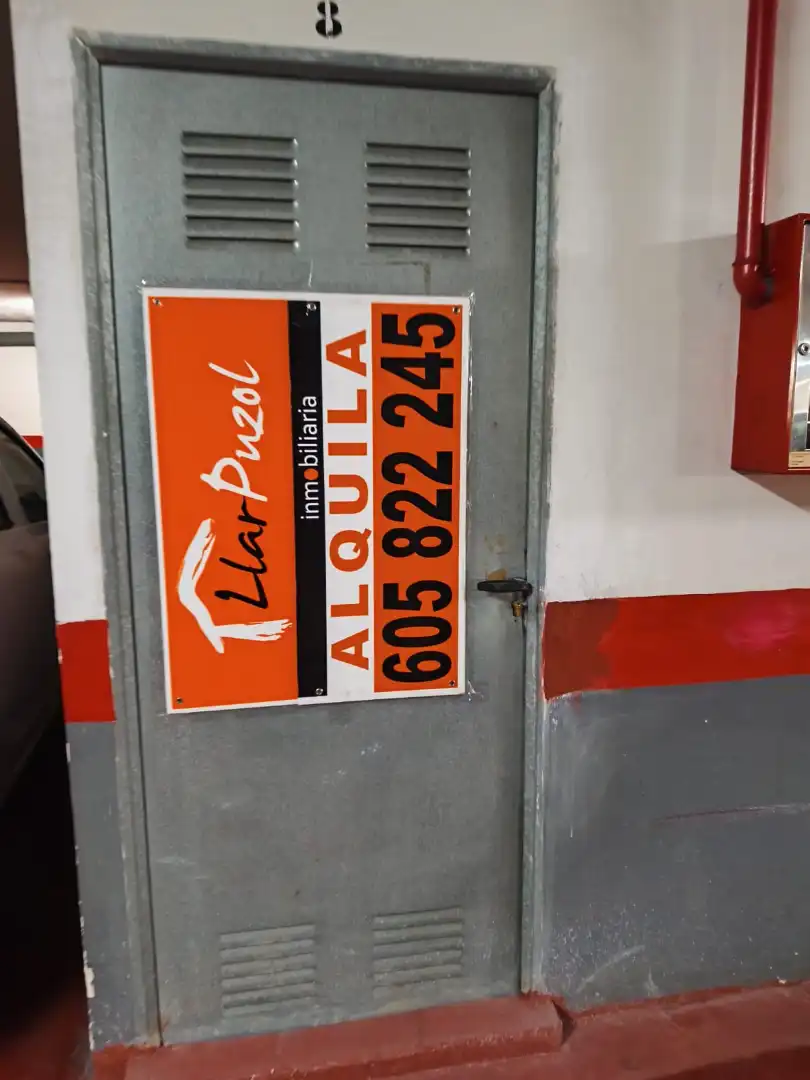 8
LlarPuzol
inmobiliaria
ALQUILA
605 822 245